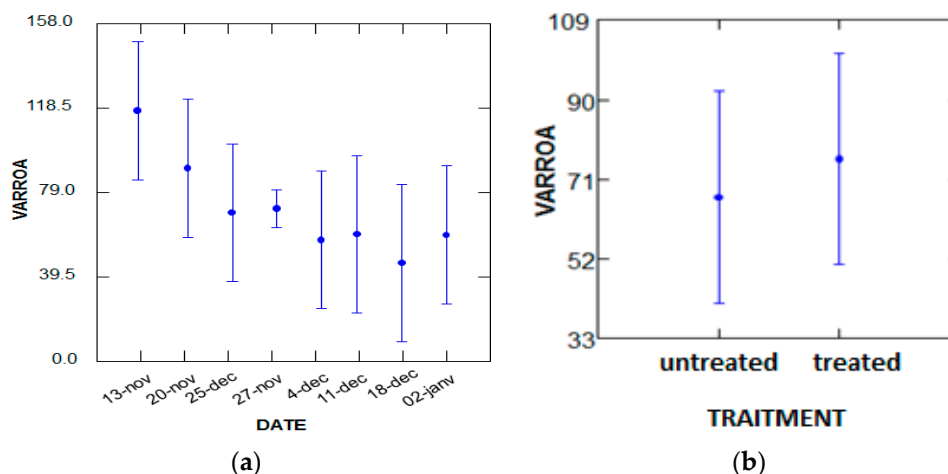 158.0
118.5
79.0
39.5
0.0
VARROA
13-nov
20-nov
25-dec
27-nov
4-dec
11-dec
18-dec
02-janv
DATE
(a)
109
90
71
52
33
VARROA
untreated treated
TRAITMENT
(b)